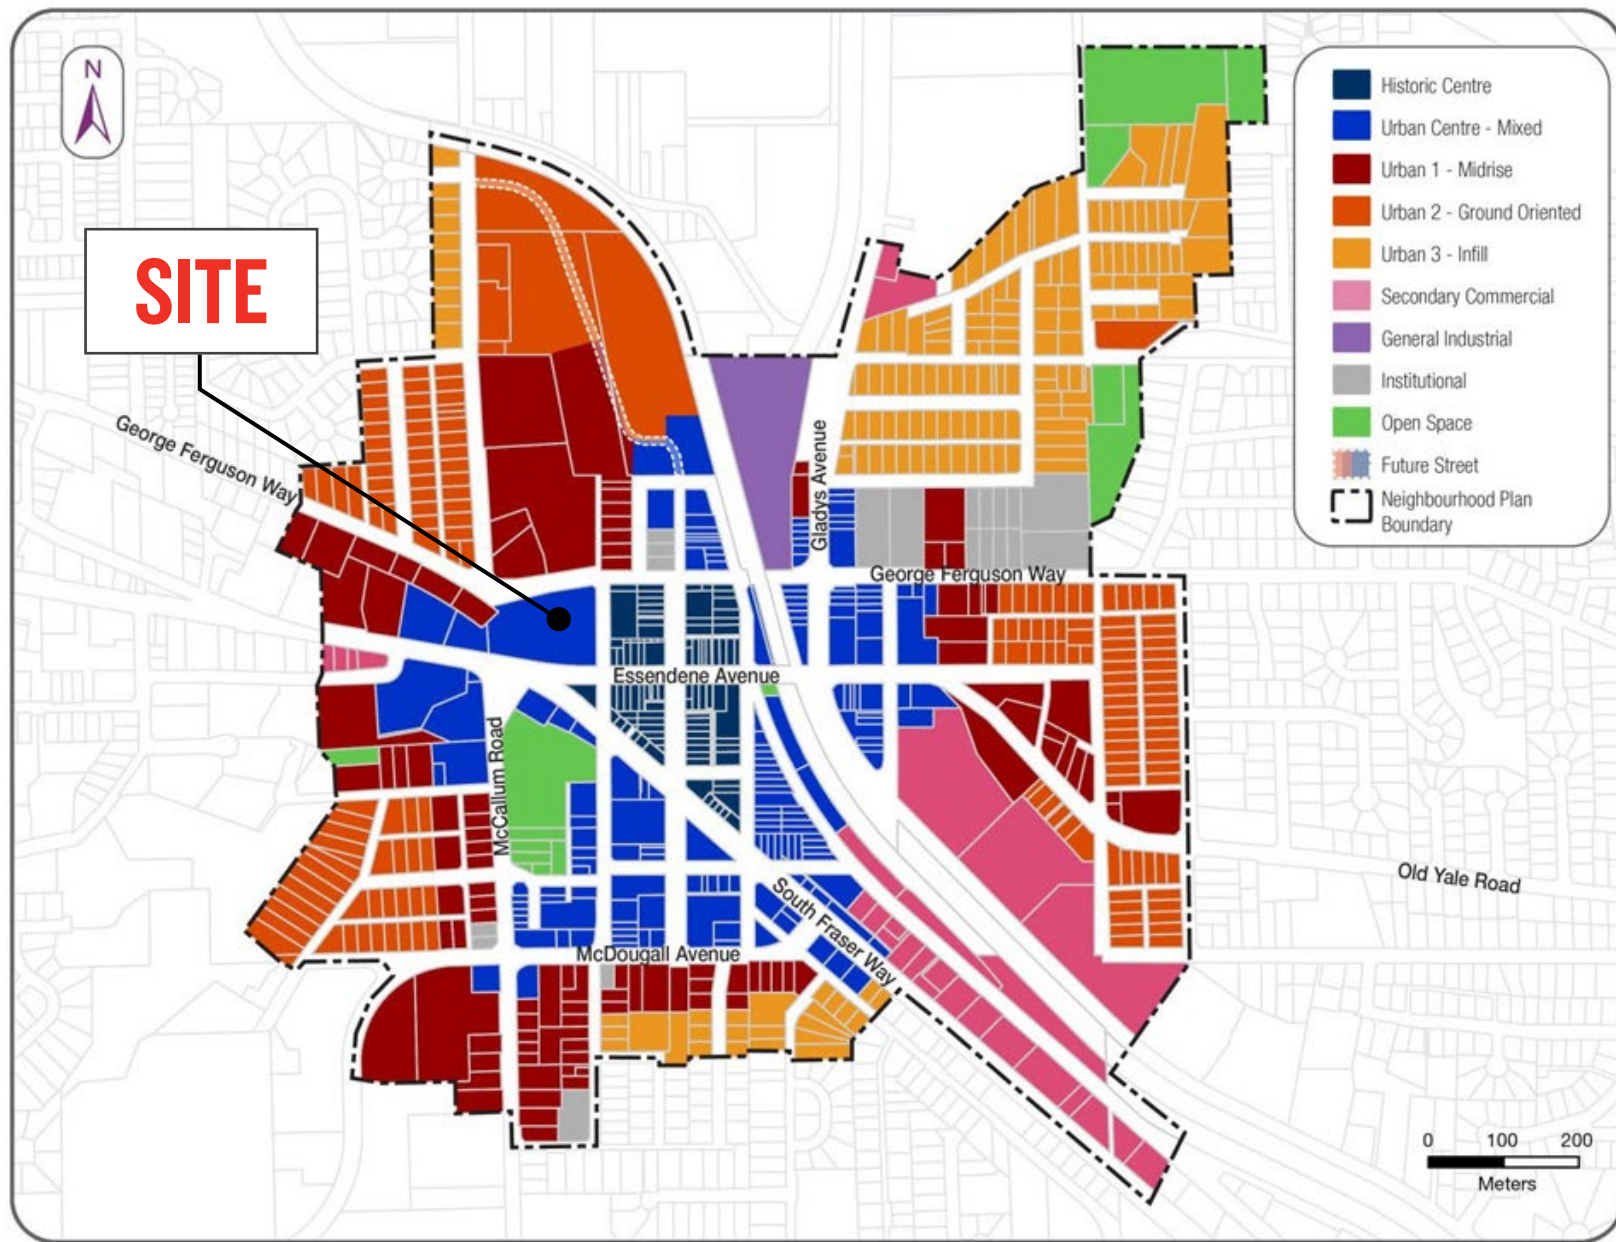 N
SITE
Historic Centre
Urban Centre - Mixed
Urban 1 - Midrise
Urban 2 - Ground Oriented
Urban 3 - Infill
Secondary Commercial
General Industrial
Institutional
Open Space
Future Street
Neighbourhood Plan
Boundary
George Ferguson Way
Gladys Avenue
George Ferguson Way
Essendene Avenue
McCallum Road
South Fraser Way
Old Yale Road
McDougall Avenue
0 100 200
Meters